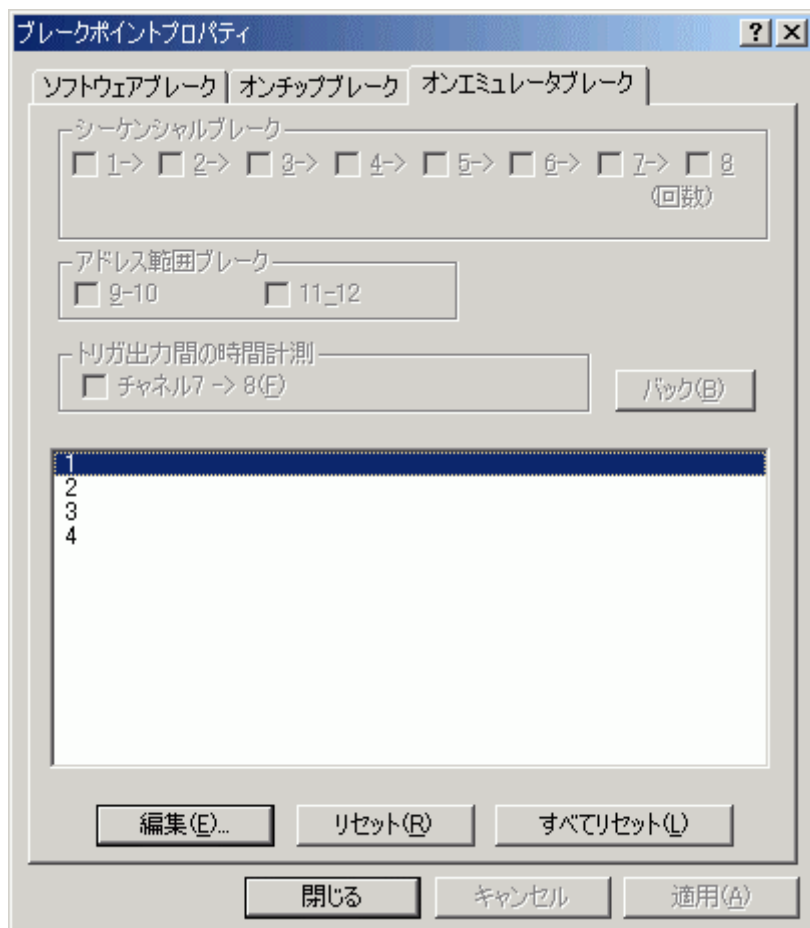 ブレークポイントプロパティ
ソフトウェアブレーク オンチップブレーク オンエミュレータブレーク
シーケンシャルブレーク
1-> 2-> 3-> 4-> 5-> 6-> 7-> 8
(回数)
アドレス範囲ブレーク
9-10 11-12
トリガ出力間の時間計測
チャネル7 -> 8(F)
バック(B)
1
2
3
4
編集(E)... リセット(R) すべてリセット(L)
閉じる キャンセル 適用(A)